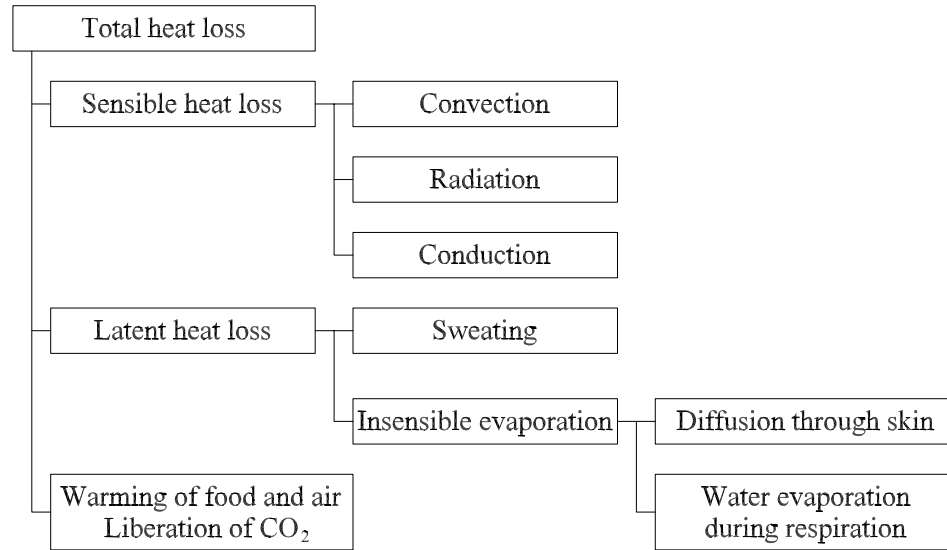 Total heat loss
Sensible heat loss
Convection
Radiation
Conduction
Latent heat loss
Sweating
Insensible evaporation
Diffusion through skin
Warming of food and air
Liberation of CO₂
Water evaporation
during respiration